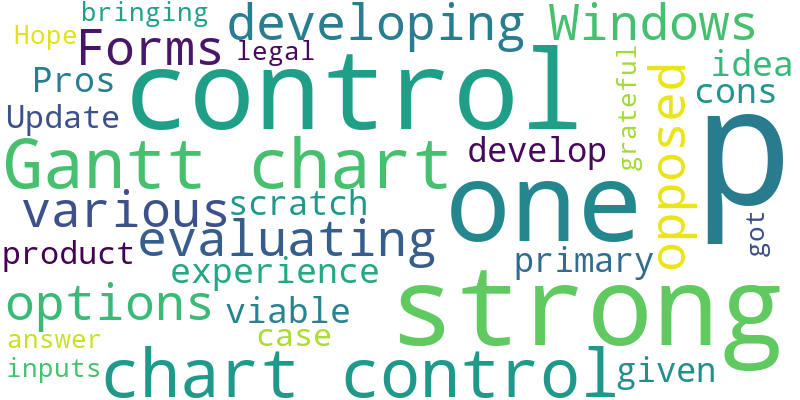 bringing
Hope
Forms
legal
developing
Windows
Pros
control
grateful
opposed
idea
cons
p
Update
Gantt chart
develop
one
various
scratch
evaluating
got
product
experience
primary
options
viable
strong
answer
case
inputs
chart control
given